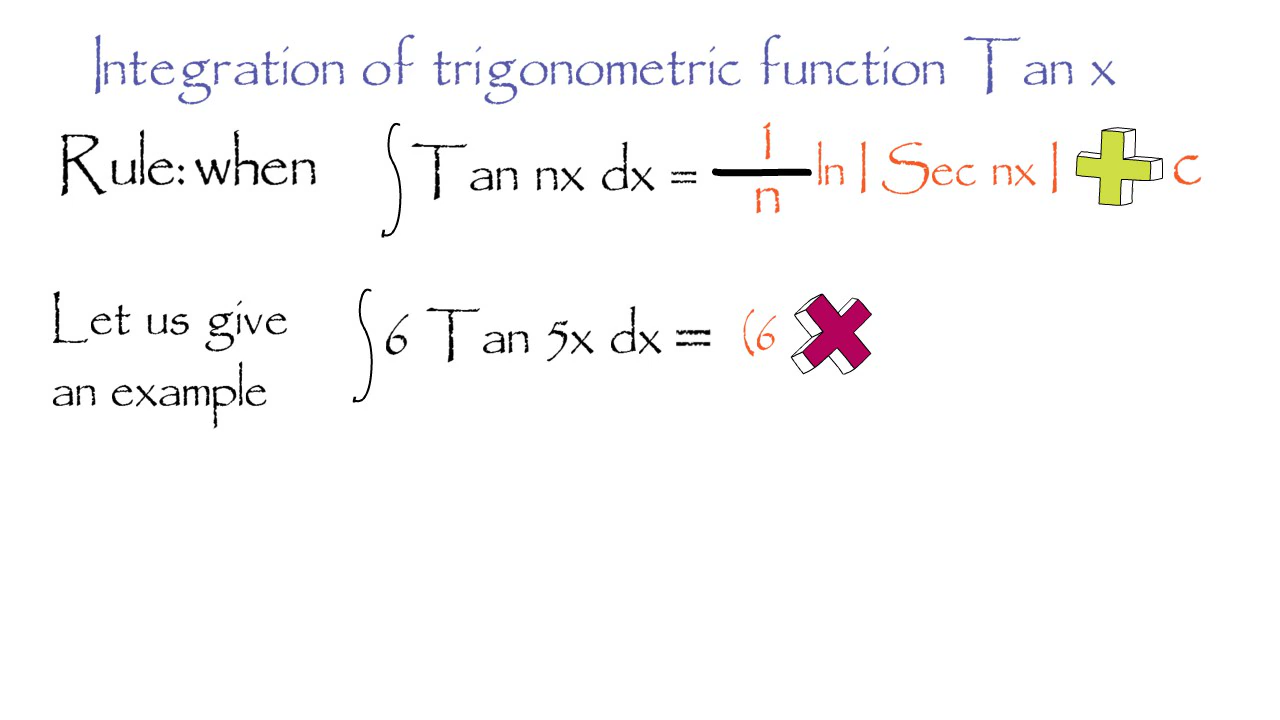 Integration of trigonometric function Tan x
Rule: when ∫ Tan nx dx = 1/n ln | Sec nx | + c
Let us give an example
∫ 6 Tan 5x dx = (6 ×